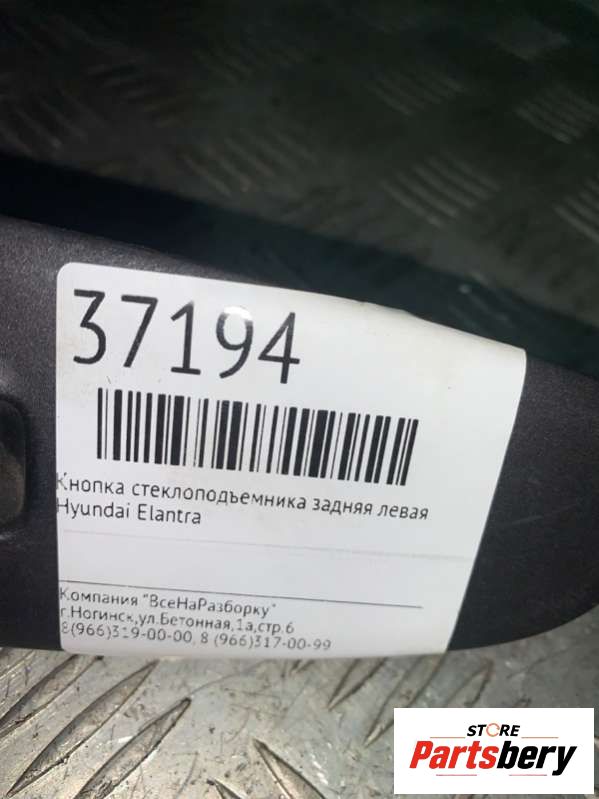 37194
Кнопка стеклоподъемника задняя левая
Hyundai Elantra
Компания "ВсеНаРазборку"
г.Ногинск,ул.Бетонная,1а,стр.6
8(966)319-00-00, 8 (966)317-00-99
STORE
Partsbery